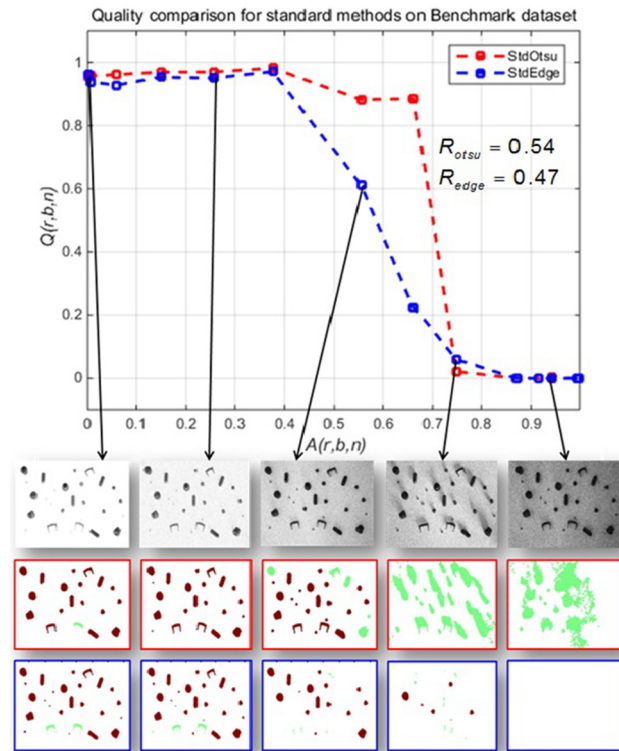 Quality comparison for standard methods on Benchmark dataset
StdOtsu
StdEdge
R_otsu = 0.54
R_edge = 0.47
Q(r,b,n)
1
0.8
0.6
0.4
0.2
0
0 0.1 0.2 0.3 0.4 0.5 0.6 0.7 0.8 0.9
A(r,b,n)